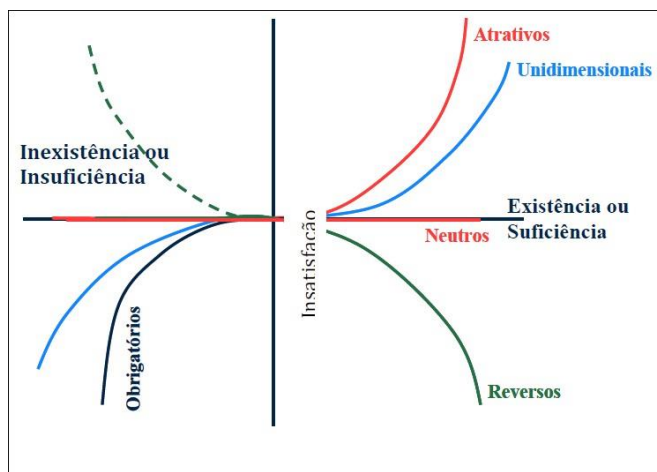 Atrativos
Unidimensionais
Inexistência ou
Insuficiência
Existência ou
Suficiência
Neutros
Insatisfação
Obrigatórios
Reversos